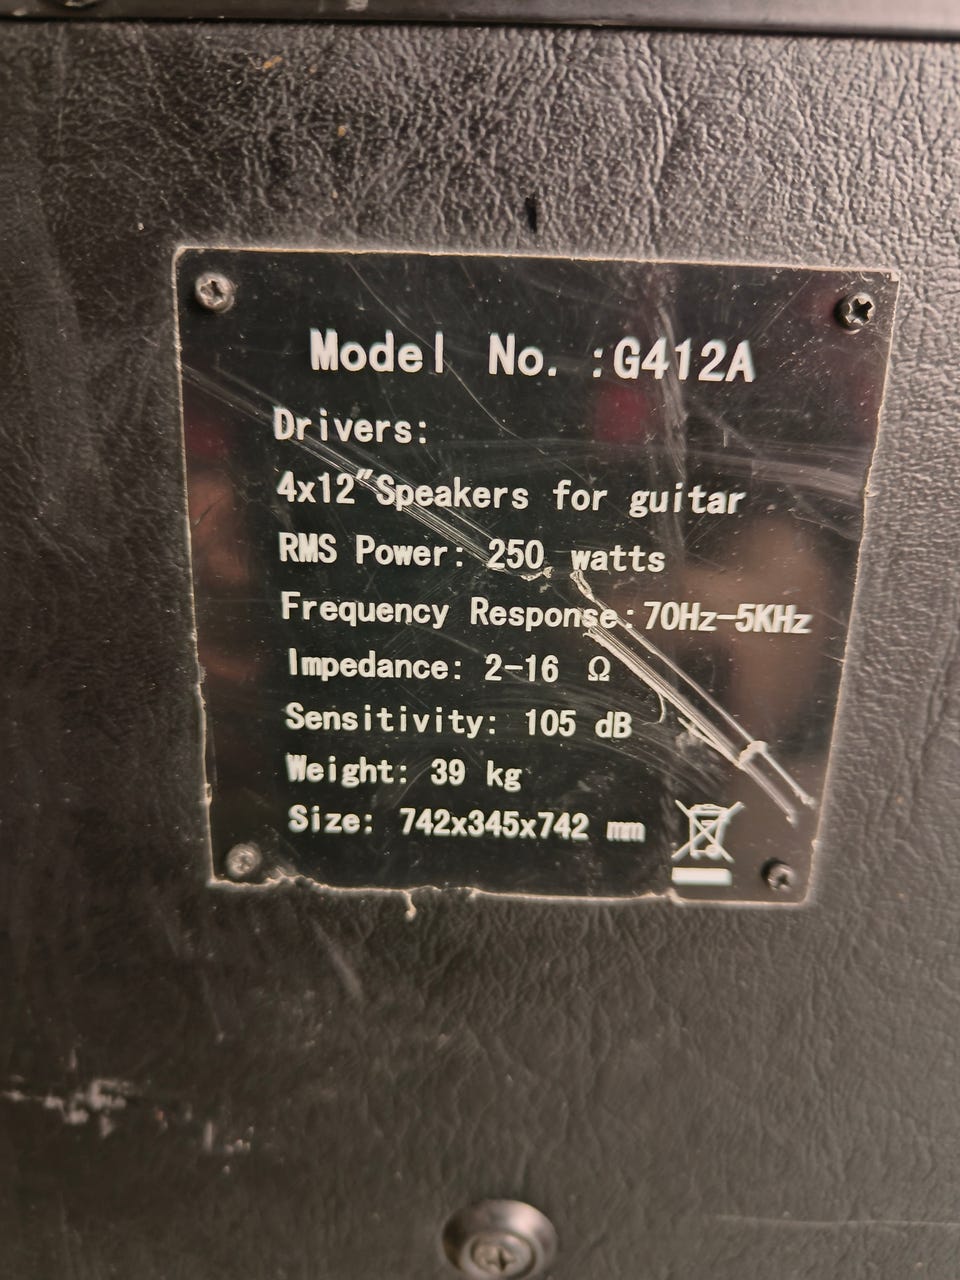 Model No. :G412A
Drivers:
4x12"Speakers for guitar
RMS Power: 250 watts
Frequency Response:70Hz-5KHz
Impedance: 2-16 Ω
Sensitivity: 105 dB
Weight: 39 kg
Size: 742x345x742 mm